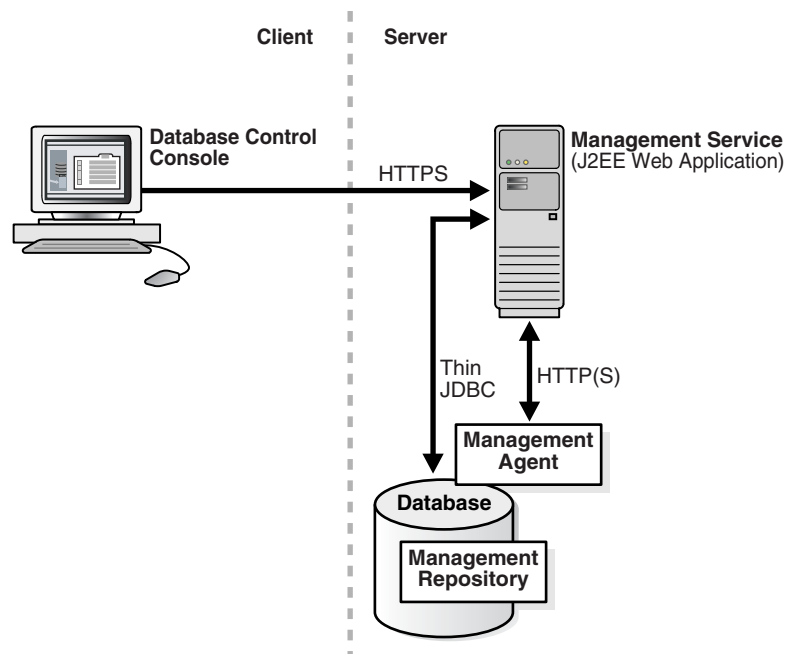 Client
Server
Database Control
Console
Management Service
(J2EE Web Application)
HTTPS
Thin
JDBC
HTTP(S)
Management
Agent
Database
Management
Repository